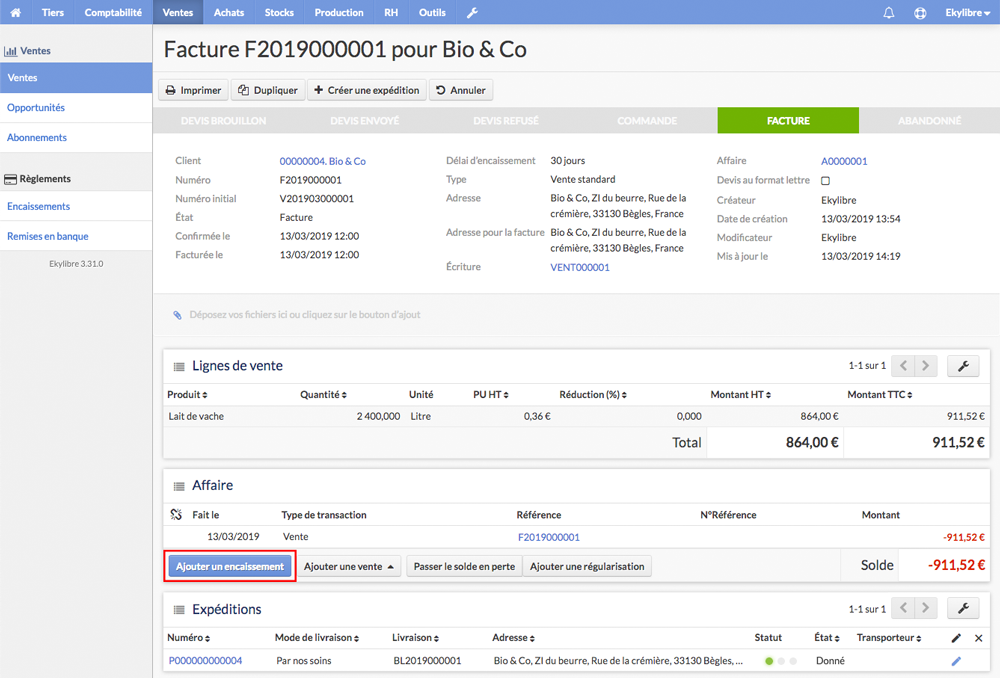 Tiers Comptabilité Ventes Achats Stocks Production RH Outils Ekylibre
Ventes
Ventes
Opportunités
Abonnements
Règlements
Encaissements
Remises en banque
Ekylibre 3.31.0
Facture F2019000001 pour Bio & Co
Imprimer Dupliquer Créer une expédition Annuler
DEVIS BROUILLON DEVIS ENVOYÉ DEVIS REFUSÉ COMMANDE FACTURE ABANDONNÉ
Client 00000004. Bio & Co
Numéro F2019000001
Numéro initial V201903000001
État Facture
Confirmée le 13/03/2019 12:00
Facturée le 13/03/2019 12:00
Délai d'encaissement 30 jours
Type Vente standard
Adresse Bio & Co, ZI du beurre, Rue de la
crémière, 33130 Bègles, France
Adresse pour la facture Bio & Co, ZI du beurre, Rue de la
crémière, 33130 Bègles, France
Écriture VENT000001
Affaire A0000001
Devis au format lettre
Créateur Ekylibre
Date de création 13/03/2019 13:54
Modificateur Ekylibre
Mis à jour le 13/03/2019 14:19
Déposez vos fichiers ici ou cliquez sur le bouton d'ajout
Lignes de vente 1-1 sur 1
Produit Quantité Unité PU HT Réduction (%) Montant HT Montant TTC
Lait de vache 2 400,000 Litre 0,36 € 0,000 864,00 € 911,52 €
Total 864,00 € 911,52 €
Affaire
Fait le Type de transaction Référence N°Référence Montant
13/03/2019 Vente F2019000001 -911,52 €
Ajouter un encaissement Ajouter une vente Passer le solde en perte Ajouter une régularisation Solde -911,52 €
Expéditions 1-1 sur 1
Numéro Mode de livraison Livraison Adresse Statut État Transporteur
P000000000004 Par nos soins BL2019000001 Bio & Co, ZI du beurre, Rue de la crémière, 33130 Bègles, ... Donné